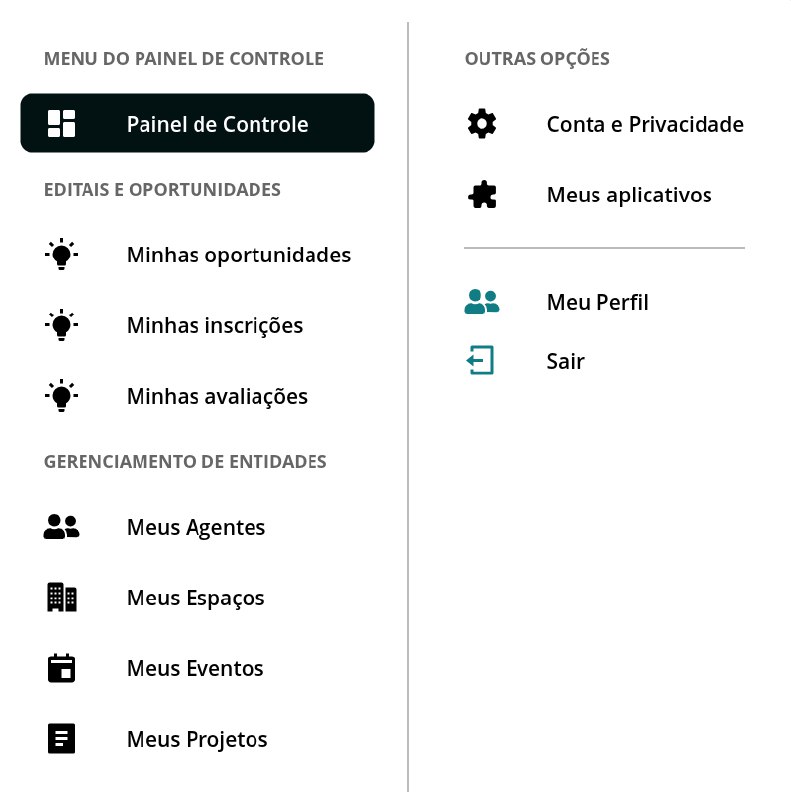 MENU DO PAINEL DE CONTROLE
Painel de Controle
EDITAIS E OPORTUNIDADES
Minhas oportunidades
Minhas inscrições
Minhas avaliações
GERENCIAMENTO DE ENTIDADES
Meus Agentes
Meus Espaços
Meus Eventos
Meus Projetos
OUTRAS OPÇÕES
Conta e Privacidade
Meus aplicativos
Meu Perfil
Sair